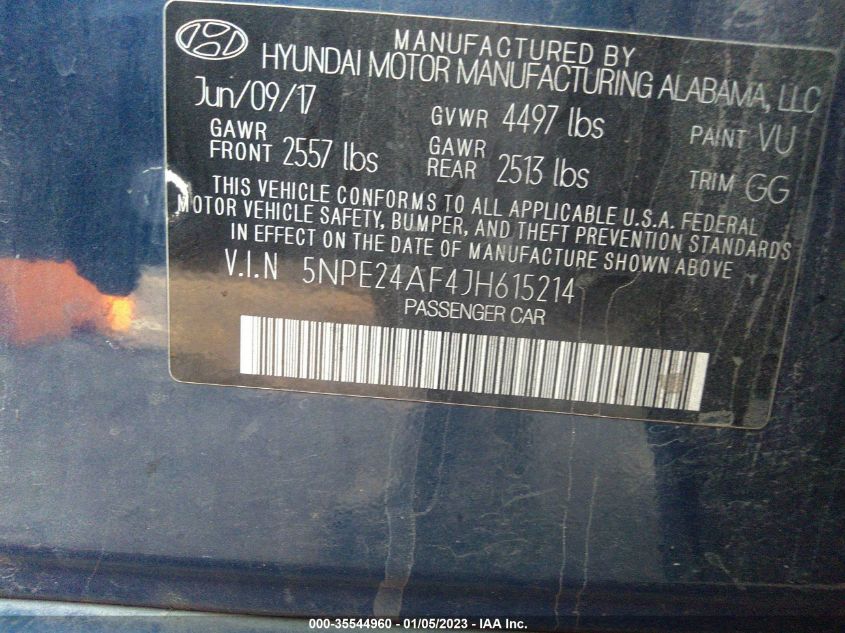 MANUFACTURED BY
HYUNDAI MOTOR MANUFACTURING ALABAMA, LLC
Jun/09/17 GVWR 4497 lbs PAINT VU
GAWR FRONT 2557 lbs GAWR REAR 2513 lbs TRIM GG
THIS VEHICLE CONFORMS TO ALL APPLICABLE U.S.A. FEDERAL
MOTOR VEHICLE SAFETY, BUMPER, AND THEFT PREVENTION STANDARDS
IN EFFECT ON THE DATE OF MANUFACTURE SHOWN ABOVE
V.I.N 5NPE24AF4JH615214
PASSENGER CAR
000-35544960 - 01/05/2023 - IAA Inc.